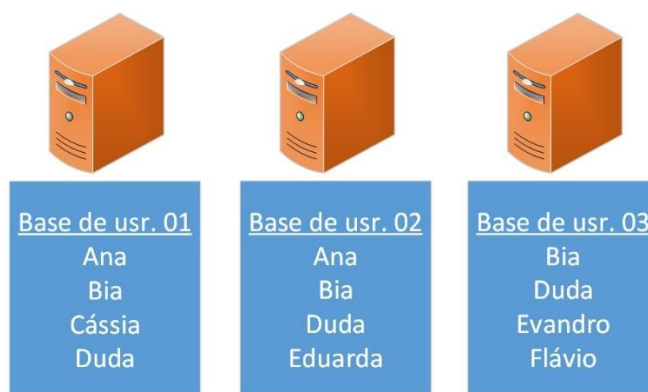 Base de usr. 01
Ana
Bia
Cássia
Duda
Base de usr. 02
Ana
Bia
Duda
Eduarda
Base de usr. 03
Bia
Duda
Evandro
Flávio